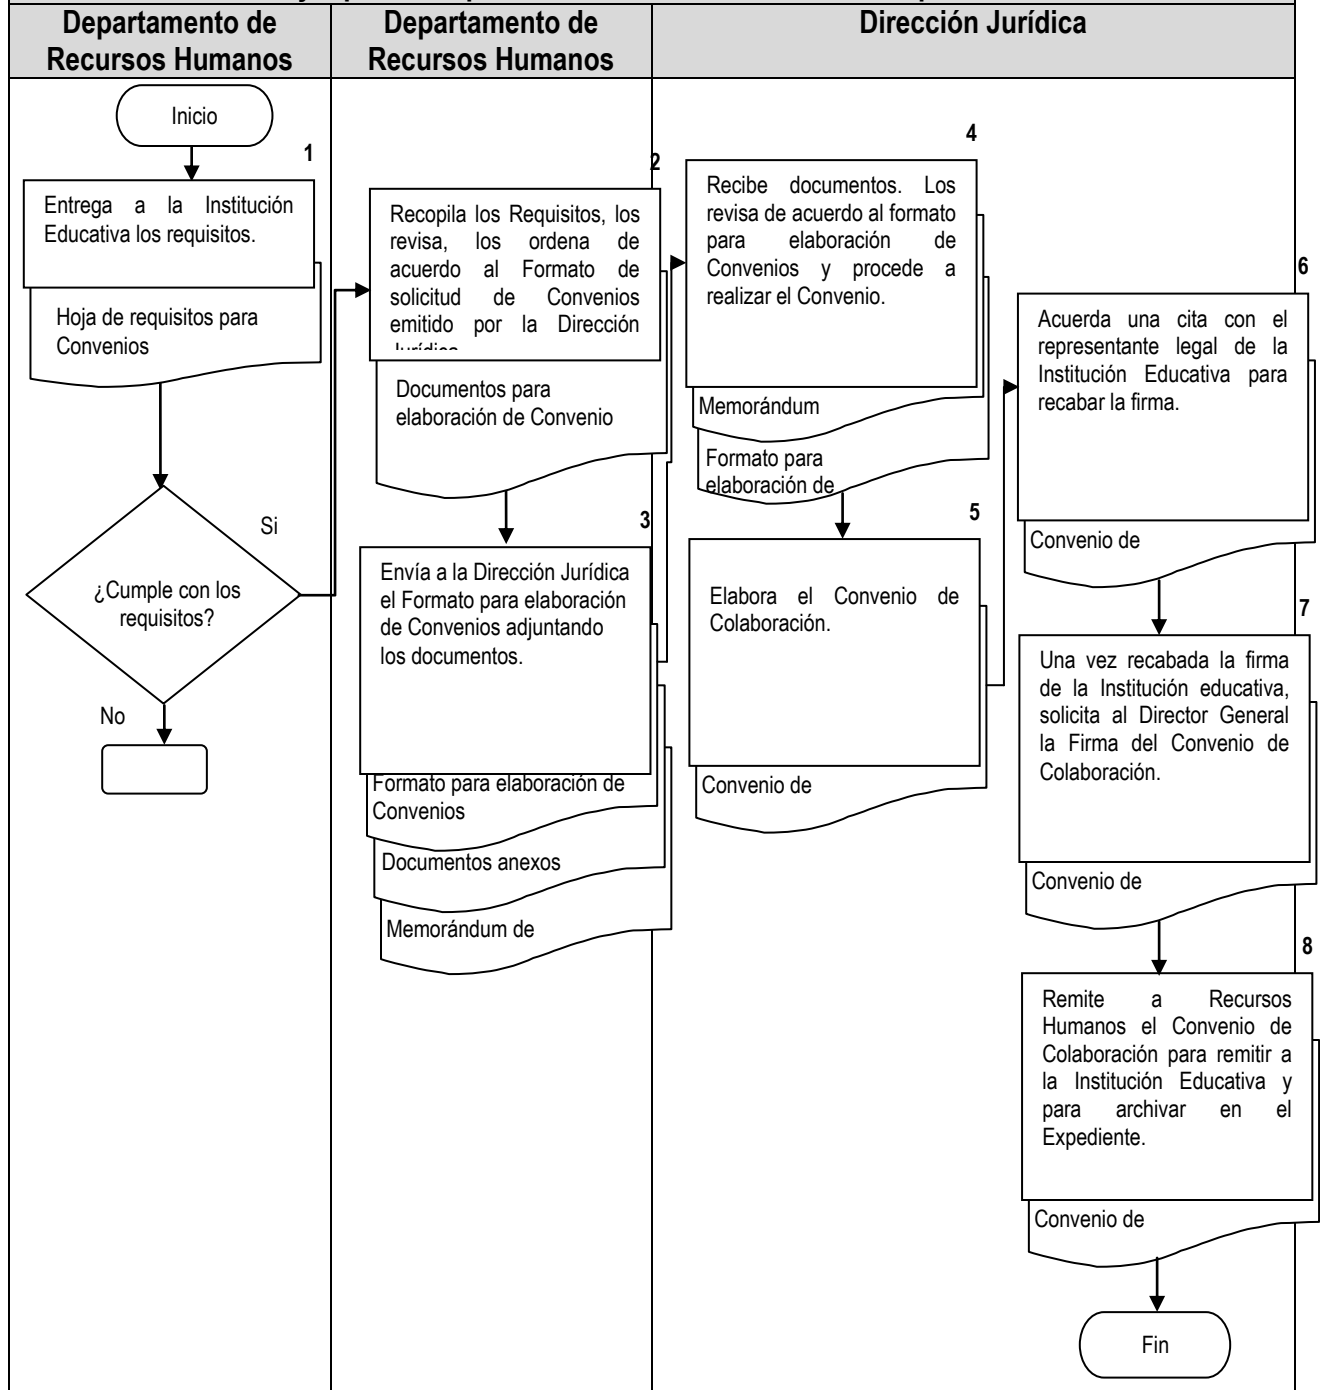 Departamento de
Recursos Humanos
Departamento de
Recursos Humanos
Dirección Jurídica
Inicio
1
Entrega a la Institución
Educativa los requisitos.
Hoja de requisitos para
Convenios
Si
¿Cumple con los
requisitos?
No
2
Recopila los Requisitos, los
revisa, los ordena de
acuerdo al Formato de
solicitud de Convenios
emitido por la Dirección
Jurídica
Documentos para
elaboración de Convenio
3
Envía a la Dirección Jurídica
el Formato para elaboración
de Convenios adjuntando
los documentos.
Formato para elaboración de
Convenios
Documentos anexos
Memorándum de
4
Recibe documentos. Los
revisa de acuerdo al formato
para elaboración de
Convenios y procede a
realizar el Convenio.
Memorándum
Formato para
elaboración de
5
Elabora el Convenio de
Colaboración.
Convenio de
6
Acuerda una cita con el
representante legal de la
Institución Educativa para
recabar la firma.
Convenio de
7
Una vez recabada la firma
de la Institución educativa,
solicita al Director General
la Firma del Convenio de
Colaboración.
Convenio de
8
Remite a Recursos
Humanos el Convenio de
Colaboración para remitir a
la Institución Educativa y
para archivar en el
Expediente.
Convenio de
Fin